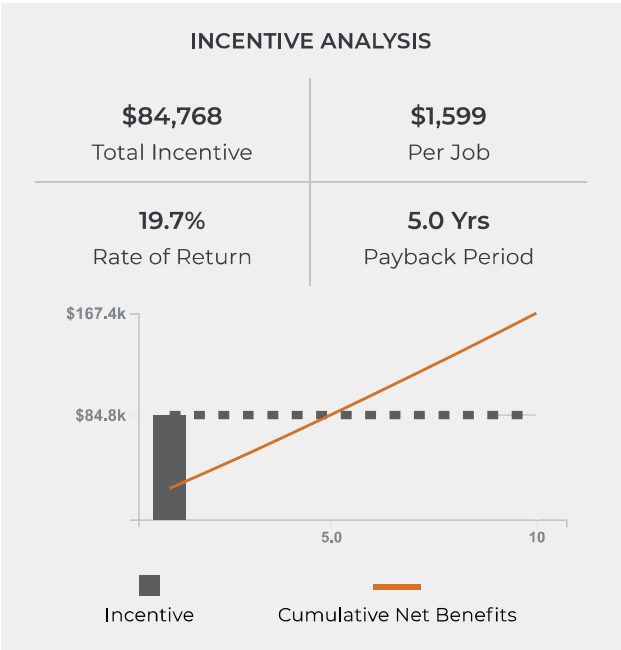 INCENTIVE ANALYSIS
$84,768
Total Incentive
$1,599
Per Job
19.7%
Rate of Return
5.0 Yrs
Payback Period
$167.4k
$84.8k
5.0
10
Incentive
Cumulative Net Benefits